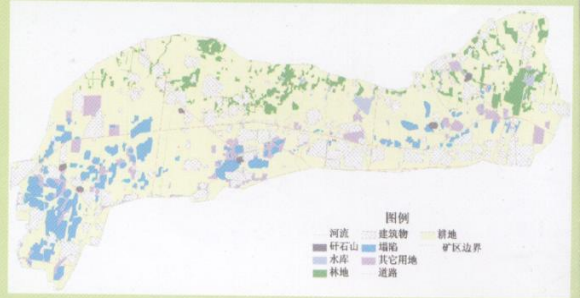 图例
河流 建筑物 耕地
矸石山 塌陷 矿区边界
水库 其它用地
林地 道路